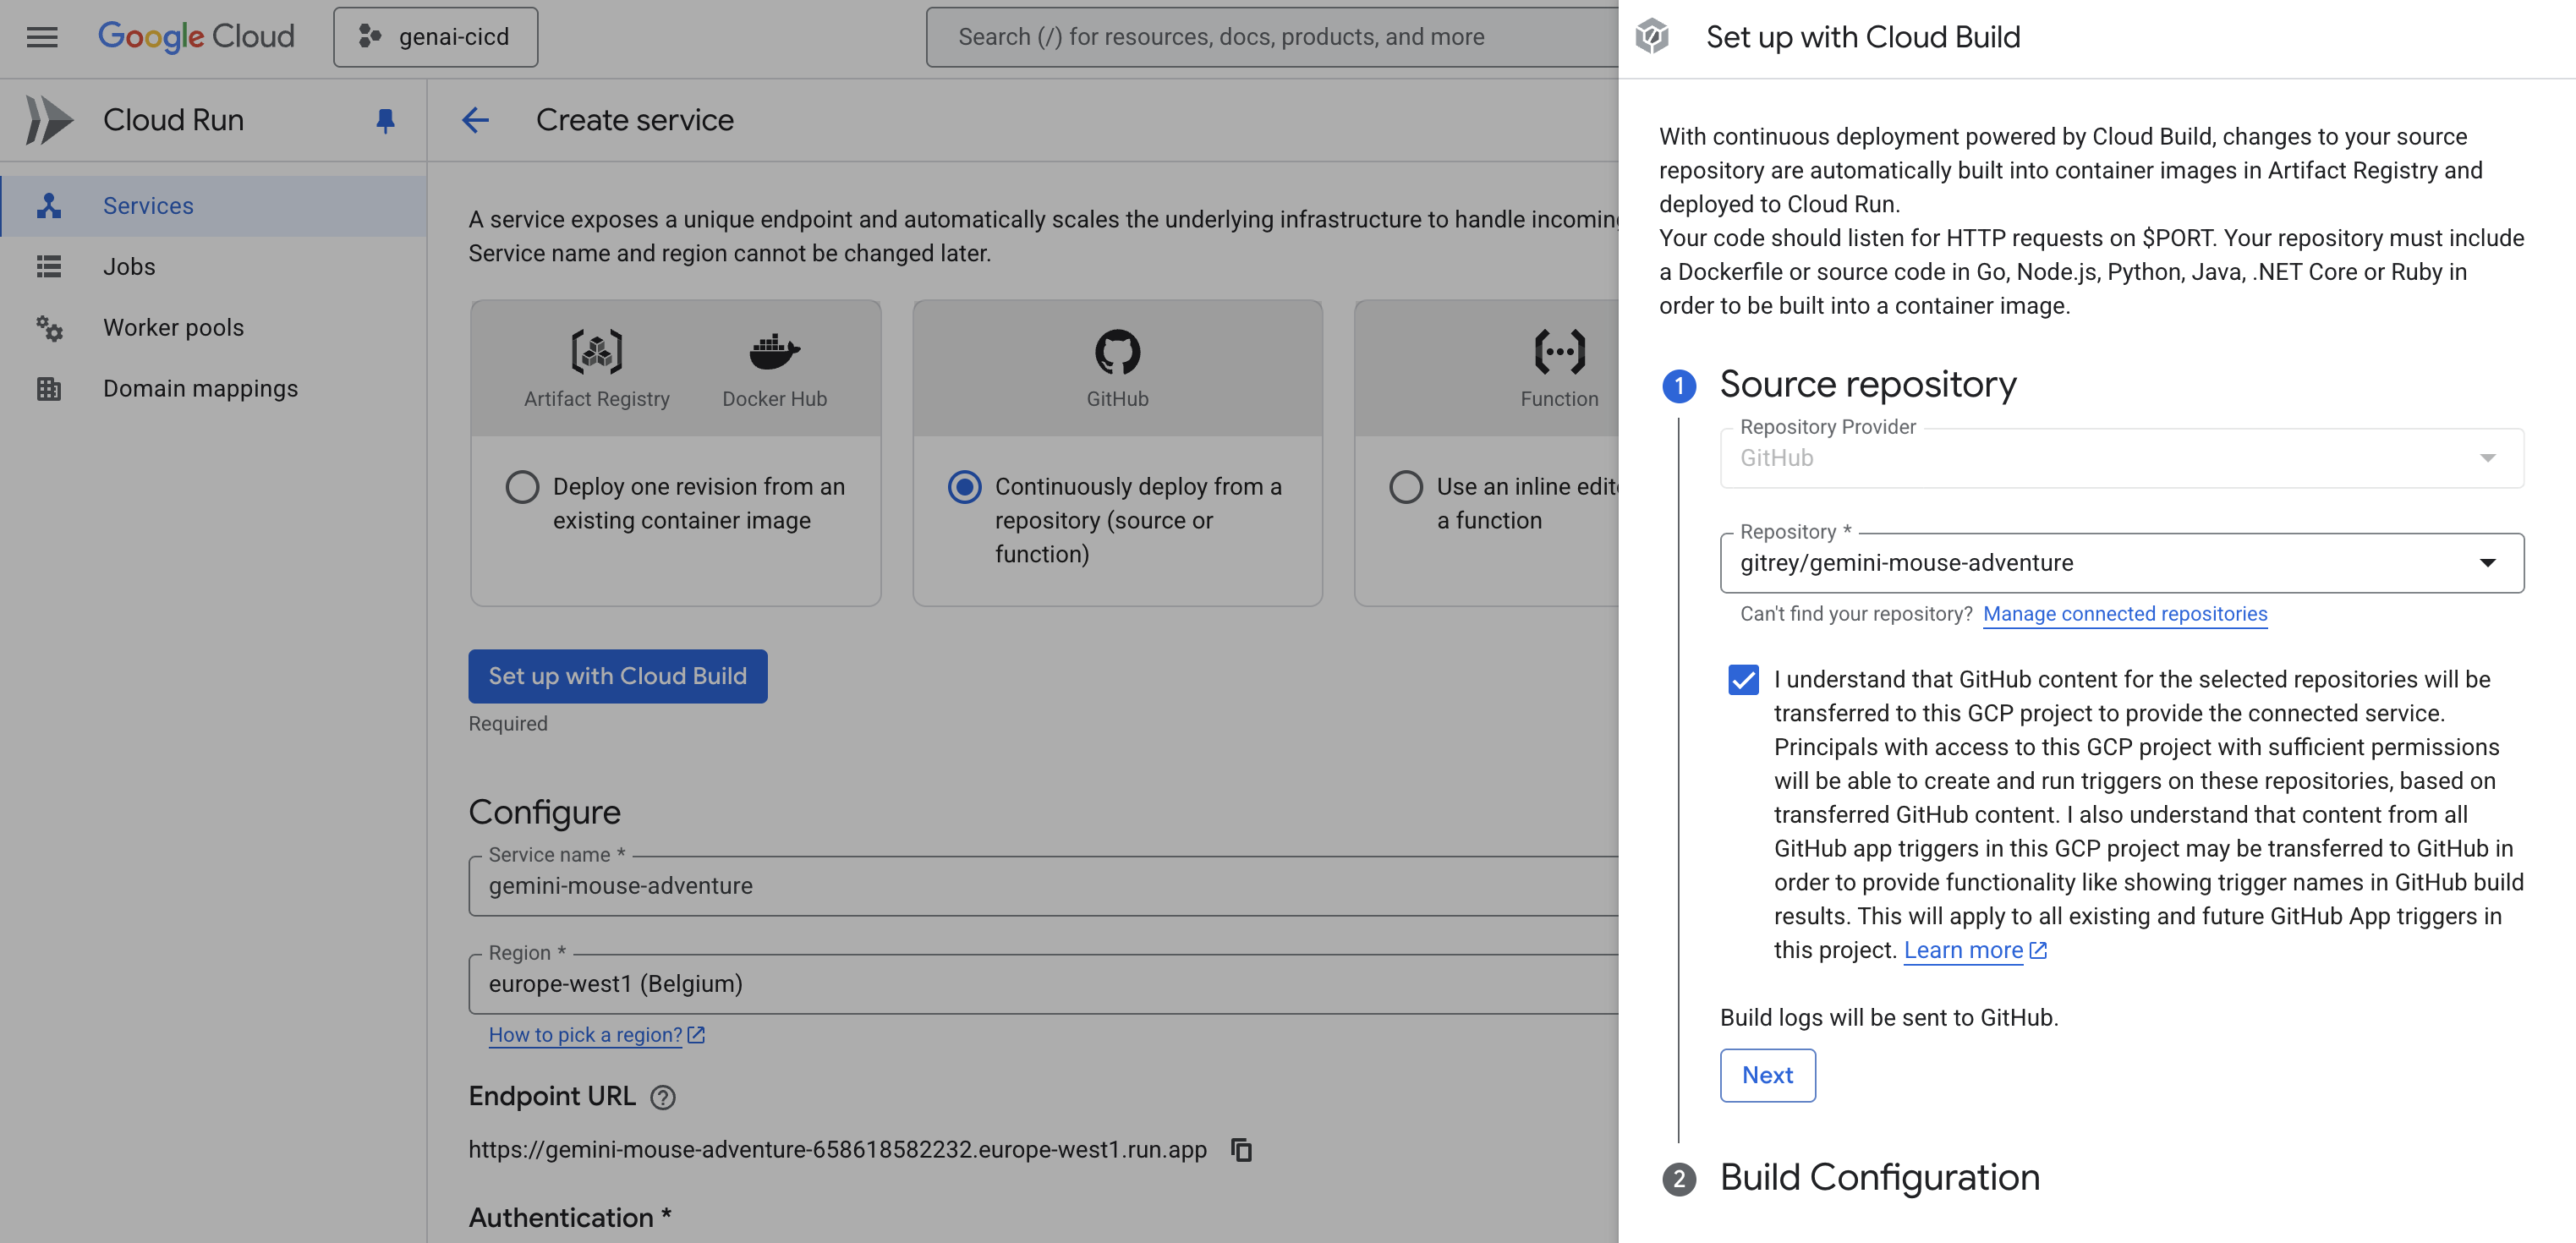 Google Cloud
genai-cicd
Search (/) for resources, docs, products, and more
Cloud Run
Services
Jobs
Worker pools
Domain mappings
Create service
A service exposes a unique endpoint and automatically scales the underlying infrastructure to handle incoming
Service name and region cannot be changed later.
Artifact Registry
Docker Hub
Deploy one revision from an
existing container image
GitHub
Continuously deploy from a
repository (source or
function)
Function
Use an inline edit
a function
Set up with Cloud Build
Required
Configure
Service name *
gemini-mouse-adventure
Region *
europe-west1 (Belgium)
How to pick a region?
Endpoint URL
https://gemini-mouse-adventure-658618582232.europe-west1.run.app
Authentication *
Set up with Cloud Build
With continuous deployment powered by Cloud Build, changes to your source
repository are automatically built into container images in Artifact Registry and
deployed to Cloud Run.
Your code should listen for HTTP requests on $PORT. Your repository must include
a Dockerfile or source code in Go, Node.js, Python, Java, .NET Core or Ruby in
order to be built into a container image.
1 Source repository
Repository Provider
GitHub
Repository *
gitrey/gemini-mouse-adventure
Can't find your repository? Manage connected repositories
I understand that GitHub content for the selected repositories will be
transferred to this GCP project to provide the connected service.
Principals with access to this GCP project with sufficient permissions
will be able to create and run triggers on these repositories, based on
transferred GitHub content. I also understand that content from all
GitHub app triggers in this GCP project may be transferred to GitHub in
order to provide functionality like showing trigger names in GitHub build
results. This will apply to all existing and future GitHub App triggers in
this project. Learn more
Build logs will be sent to GitHub.
Next
2 Build Configuration